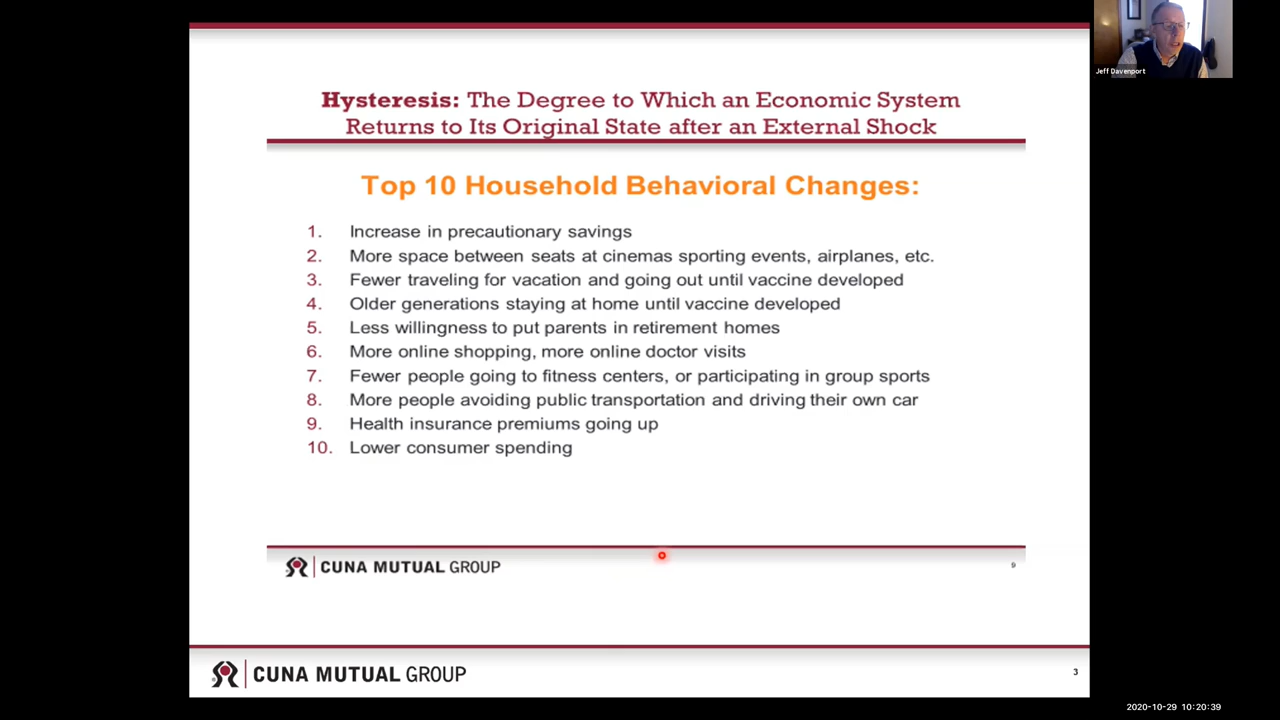 Jeff Davenport
Hysteresis: The Degree to Which an Economic System
Returns to Its Original State after an External Shock
Top 10 Household Behavioral Changes:
1. Increase in precautionary savings
2. More space between seats at cinemas sporting events, airplanes, etc.
3. Fewer traveling for vacation and going out until vaccine developed
4. Older generations staying at home until vaccine developed
5. Less willingness to put parents in retirement homes
6. More online shopping, more online doctor visits
7. Fewer people going to fitness centers, or participating in group sports
8. More people avoiding public transportation and driving their own car
9. Health insurance premiums going up
10. Lower consumer spending
CUNA MUTUAL GROUP
9
CUNA MUTUAL GROUP
3
2020-10-29 10:20:39